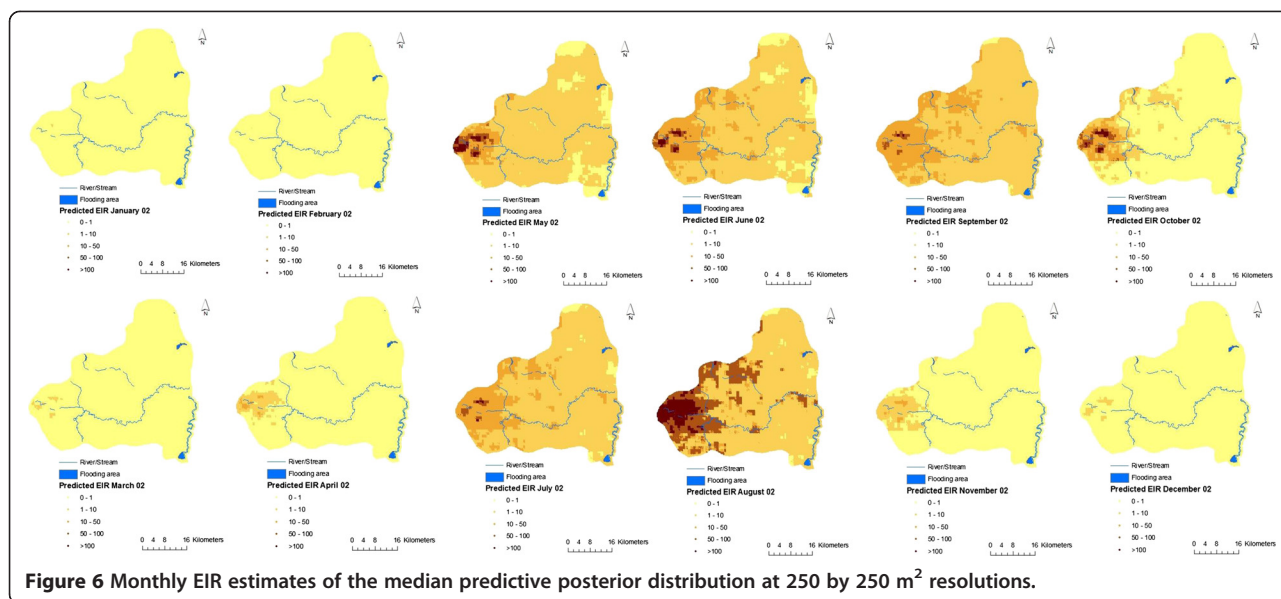 N
River/Stream
Flooding area
Predicted EIR January 02
0 - 1
1 - 10
10 - 50
50 - 100
>100
0 4 8 16 Kilometers
N
River/Stream
Flooding area
Predicted EIR February 02
0 - 1
1 - 10
10 - 50
50 - 100
>100
0 4 8 16 Kilometers
N
River/Stream
Flooding area
Predicted EIR May 02
0 - 1
1 - 10
10 - 50
50 - 100
>100
0 4 8 16 Kilometers
N
River/Stream
Flooding area
Predicted EIR June 02
0 - 1
1 - 10
10 - 50
50 - 100
>100
0 4 8 16 Kilometers
N
River/Stream
Flooding area
Predicted EIR September 02
0 - 1
1 - 10
10 - 50
50 - 100
>100
0 4 8 16 Kilometers
N
River/Stream
Flooding area
Predicted EIR October 02
0 - 1
1 - 10
10 - 50
50 - 100
>100
0 4 8 16 Kilometers
N
River/Stream
Flooding area
Predicted EIR March 02
0 - 1
1 - 10
10 - 50
50 - 100
>100
0 4 8 16 Kilometers
N
River/Stream
Flooding area
Predicted EIR April 02
0 - 1
1 - 10
10 - 50
50 - 100
>100
0 4 8 16 Kilometers
N
River/Stream
Flooding area
Predicted EIR July 02
0 - 1
1 - 10
10 - 50
50 - 100
>100
0 4 8 16 Kilometers
N
River/Stream
Flooding area
Predicted EIR August 02
0 - 1
1 - 10
10 - 50
50 - 100
>100
0 4 8 16 Kilometers
N
River/Stream
Flooding area
Predicted EIR November 02
0 - 1
1 - 10
10 - 50
50 - 100
>100
0 4 8 16 Kilometers
N
River/Stream
Flooding area
Predicted EIR December 02
0 - 1
1 - 10
10 - 50
50 - 100
>100
0 4 8 16 Kilometers
Figure 6 Monthly EIR estimates of the median predictive posterior distribution at 250 by 250 m² resolutions.